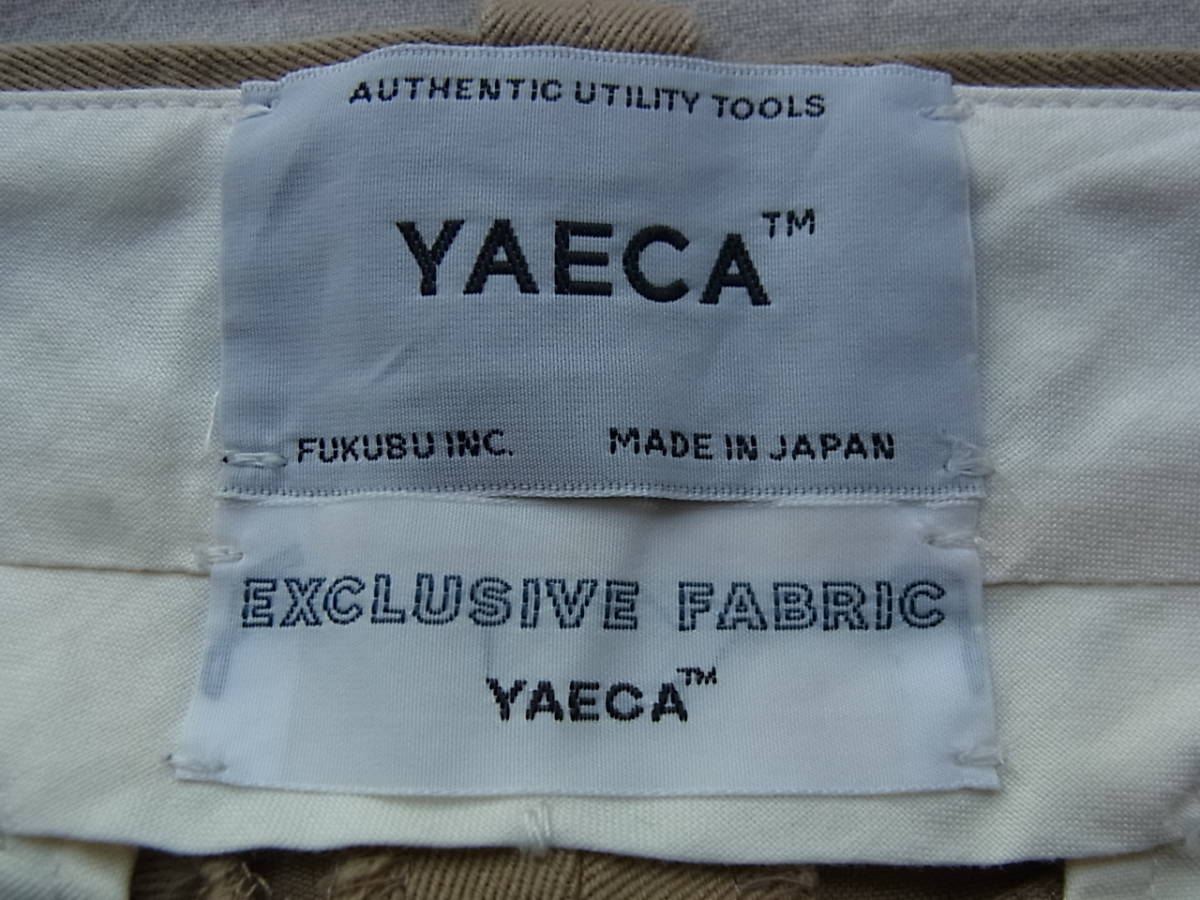 AUTHENTIC UTILITY TOOLS
YAECA™
FUKUBU INC. MADE IN JAPAN
EXCLUSIVE FABRIC
YAECA™